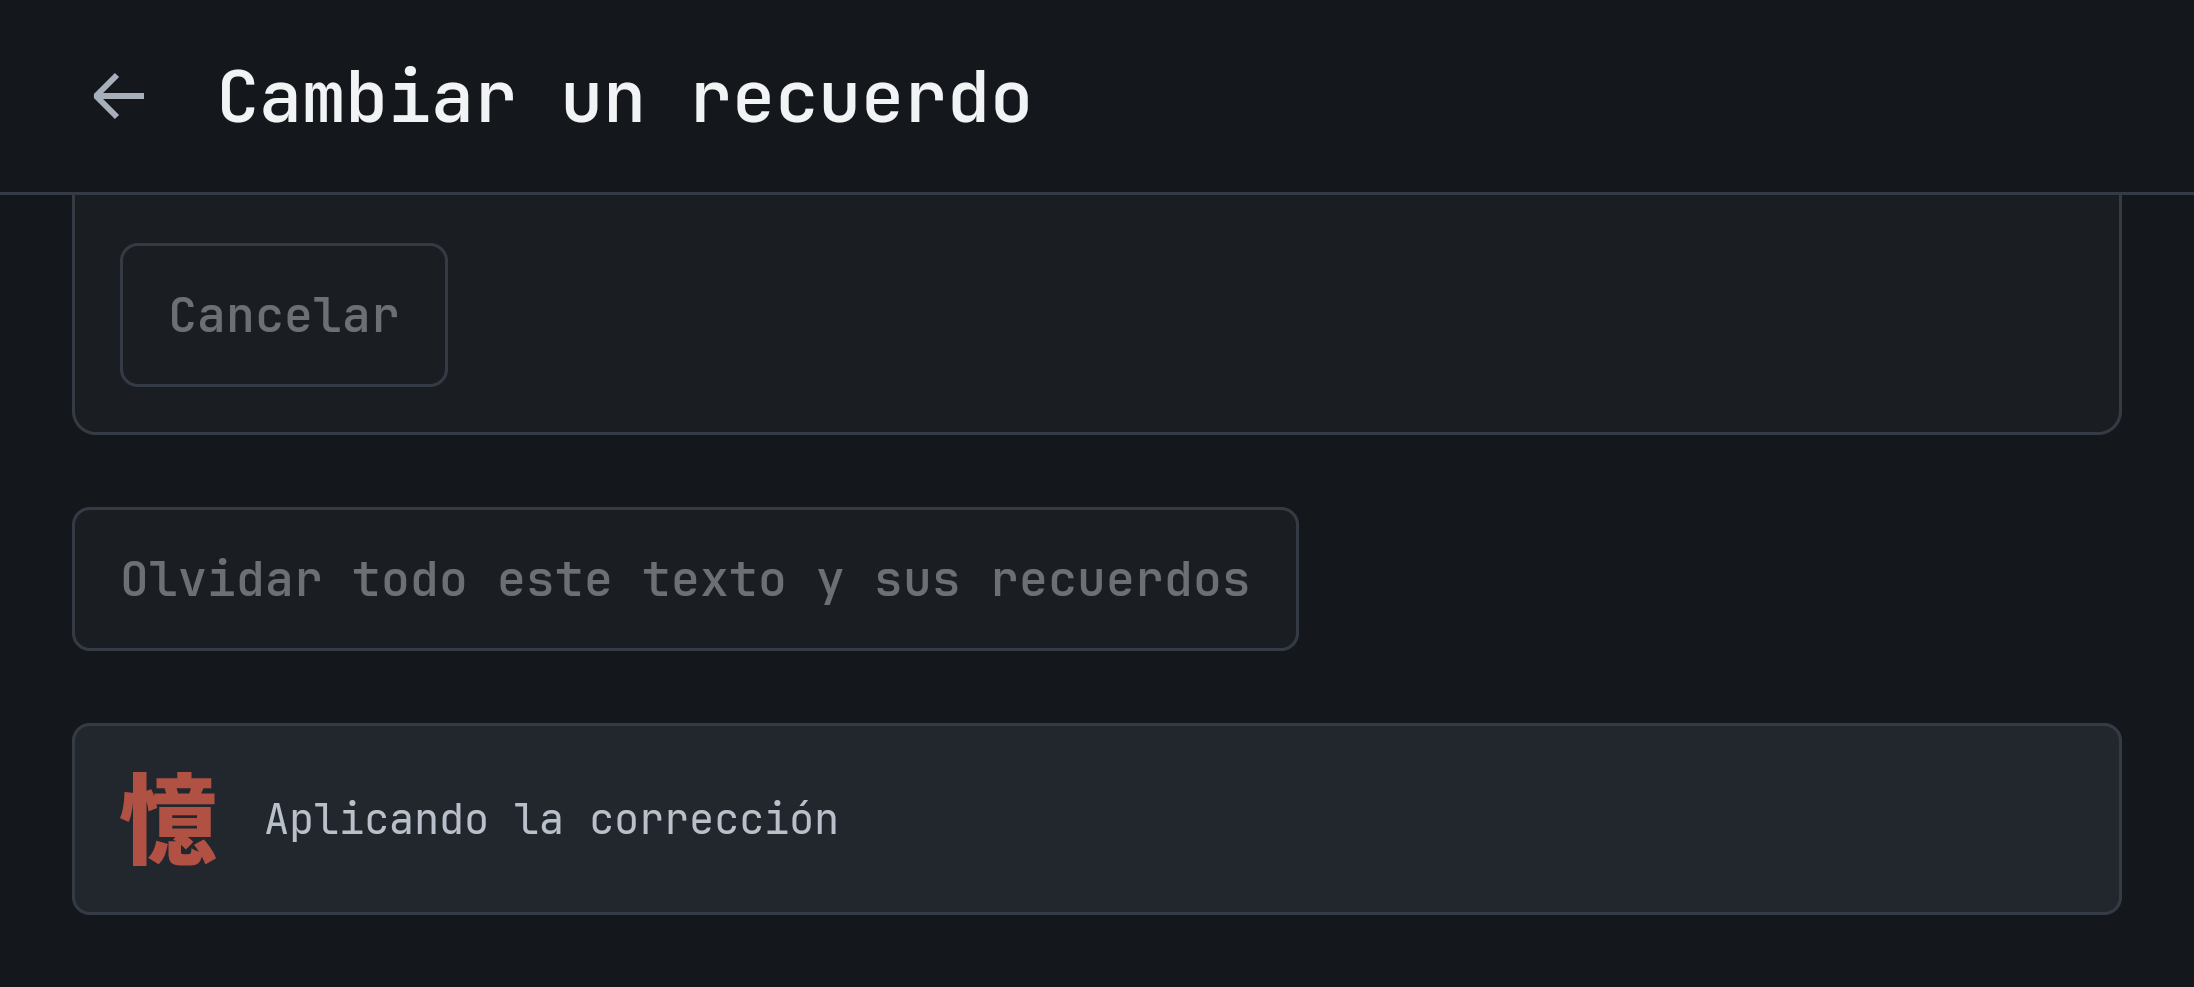 Cambiar un recuerdo
Cancelar
Olvidar todo este texto y sus recuerdos
憶 Aplicando la corrección